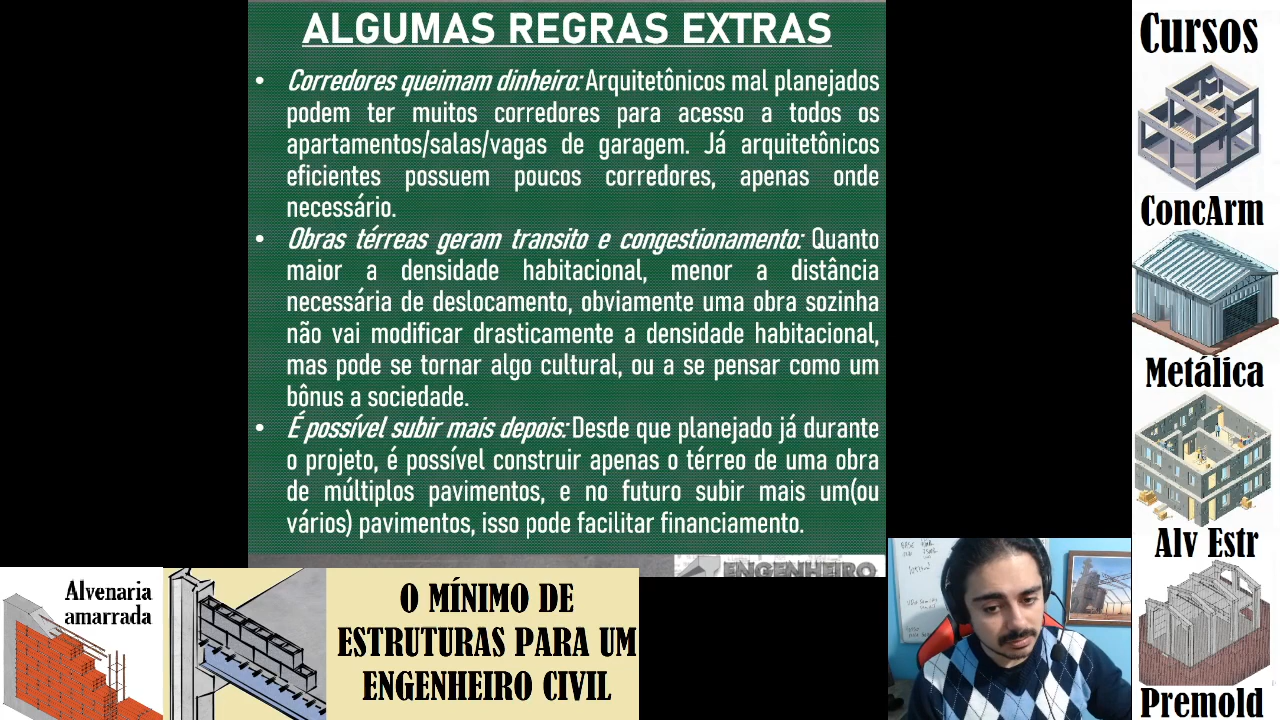 ALGUMAS REGRAS EXTRAS
• Corredores queimam dinheiro: Arquitetônicos mal planejados
podem ter muitos corredores para acesso a todos os
apartamentos/salas/vagas de garagem. Já arquitetônicos
eficientes possuem poucos corredores, apenas onde
necessário.
• Obras térreas geram transito e congestionamento: Quanto
maior a densidade habitacional, menor a distância
necessária de deslocamento, obviamente uma obra sozinha
não vai modificar drasticamente a densidade habitacional,
mas pode se tornar algo cultural, ou a se pensar como um
bônus a sociedade.
• É possível subir mais depois: Desde que planejado já durante
o projeto, é possível construir apenas o térreo de uma obra
de múltiplos pavimentos, e no futuro subir mais um(ou
vários) pavimentos, isso pode facilitar financiamento.
ENGENHEIRO
Alvenaria
amarrada
O MÍNIMO DE
ESTRUTURAS PARA UM
ENGENHEIRO CIVIL
Cursos
ConcArm
Metálica
Alv Estr
Premold